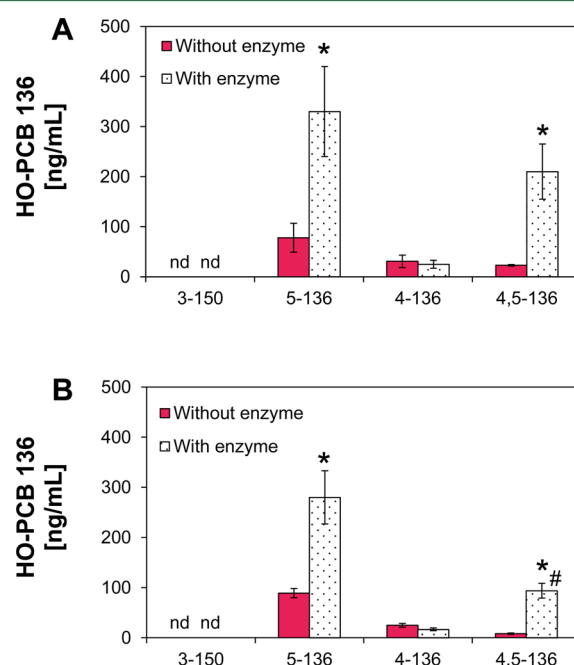 A
HO-PCB 136
[ng/mL]
500
400
300
200
100
0
Without enzyme
With enzyme
nd nd
*
*
3-150 5-136 4-136 4,5-136
B
HO-PCB 136
[ng/mL]
500
400
300
200
100
0
Without enzyme
With enzyme
nd nd
*
*#
3-150 5-136 4-136 4,5-136